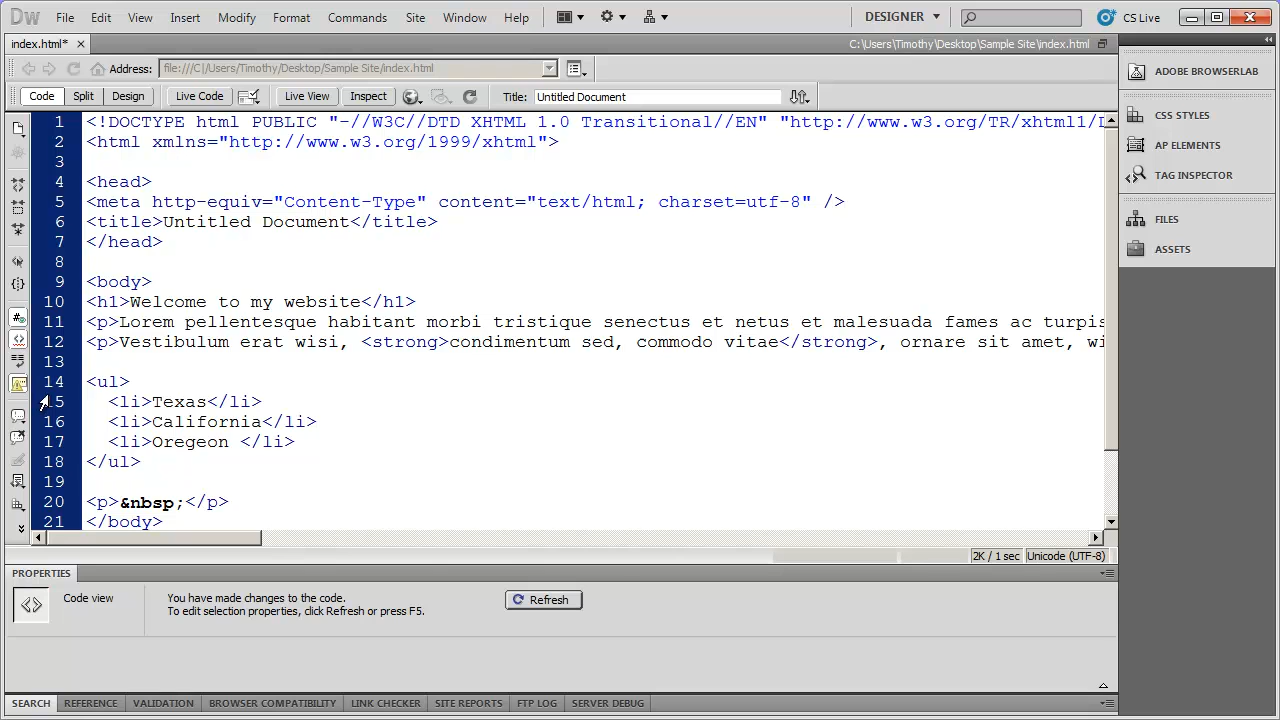 Dw File Edit View Insert Modify Format Commands Site Window Help DESIGNER CS Live
index.html* C:\Users\Timothy\Desktop\Sample Site\index.html
Address: file:///C|/Users/Timothy/Desktop/Sample Site/index.html
Code Split Design Live Code Live View Inspect Title: Untitled Document
1 <!DOCTYPE html PUBLIC "-//W3C//DTD XHTML 1.0 Transitional//EN" "http://www.w3.org/TR/xhtml1/D
2 <html xmlns="http://www.w3.org/1999/xhtml">
3
4 <head>
5 <meta http-equiv="Content-Type" content="text/html; charset=utf-8" />
6 <title>Untitled Document</title>
7 </head>
8
9 <body>
10 <h1>Welcome to my website</h1>
11 <p>Lorem pellentesque habitant morbi tristique senectus et netus et malesuada fames ac turpis
12 <p>Vestibulum erat wisi, <strong>condimentum sed, commodo vitae</strong>, ornare sit amet, wi
13
14 <ul>
15 <li>Texas</li>
16 <li>California</li>
17 <li>Oregeon </li>
18 </ul>
19
20 <p>&nbsp;</p>
21 </body>
2K / 1 sec Unicode (UTF-8)
PROPERTIES
Code view
You have made changes to the code.
To edit selection properties, click Refresh or press F5.
Refresh
SEARCH REFERENCE VALIDATION BROWSER COMPATIBILITY LINK CHECKER SITE REPORTS FTP LOG SERVER DEBUG
ADOBE BROWSERLAB
CSS STYLES
AP ELEMENTS
TAG INSPECTOR
FILES
ASSETS